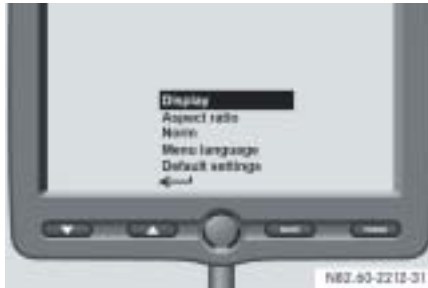 Display
Aspect ratio
Norm
Menu language
Default settings
N82.60-2212-31